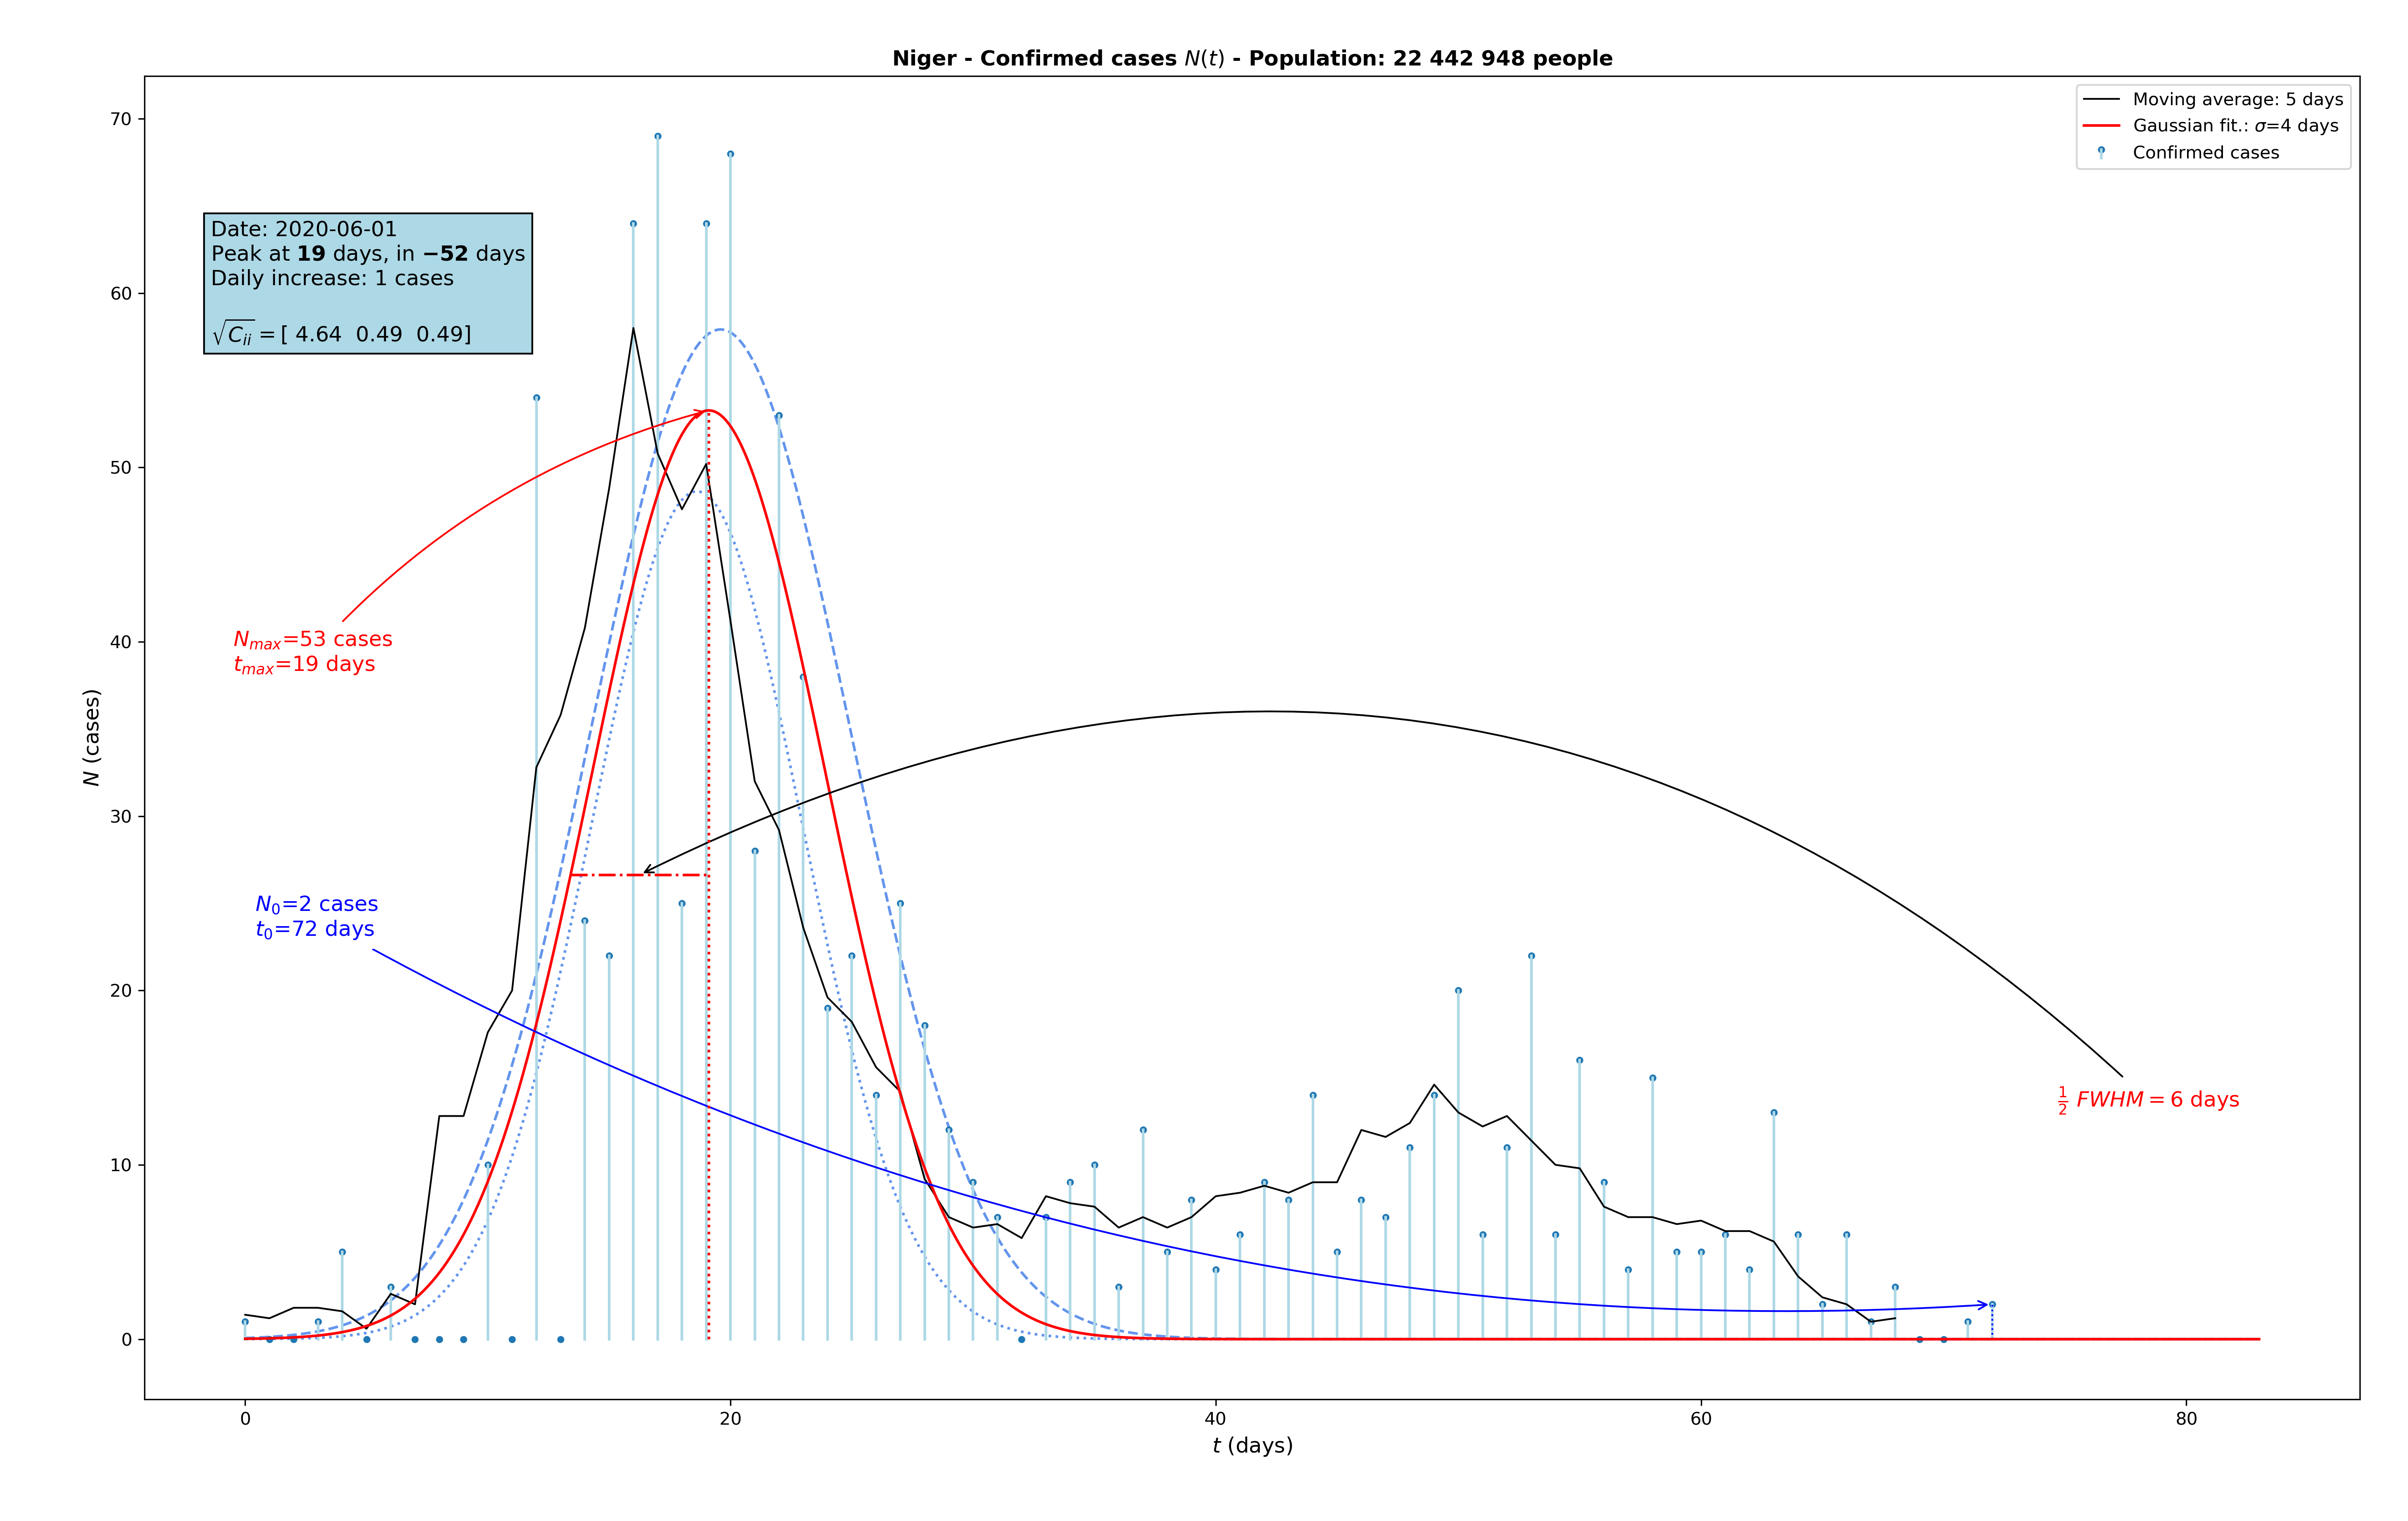 Niger - Confirmed cases N(t) - Population: 22 442 948 people
Moving average: 5 days
Gaussian fit.: σ=4 days
Confirmed cases
Date: 2020-06-01
Peak at 19 days, in −52 days
Daily increase: 1 cases
√Cᵢᵢ = [ 4.64 0.49 0.49]
N_max=53 cases
t_max=19 days
N₀=2 cases
t₀=72 days
½ FWHM = 6 days
N (cases)
70
60
50
40
30
20
10
0
0 20 40 60 80
t (days)